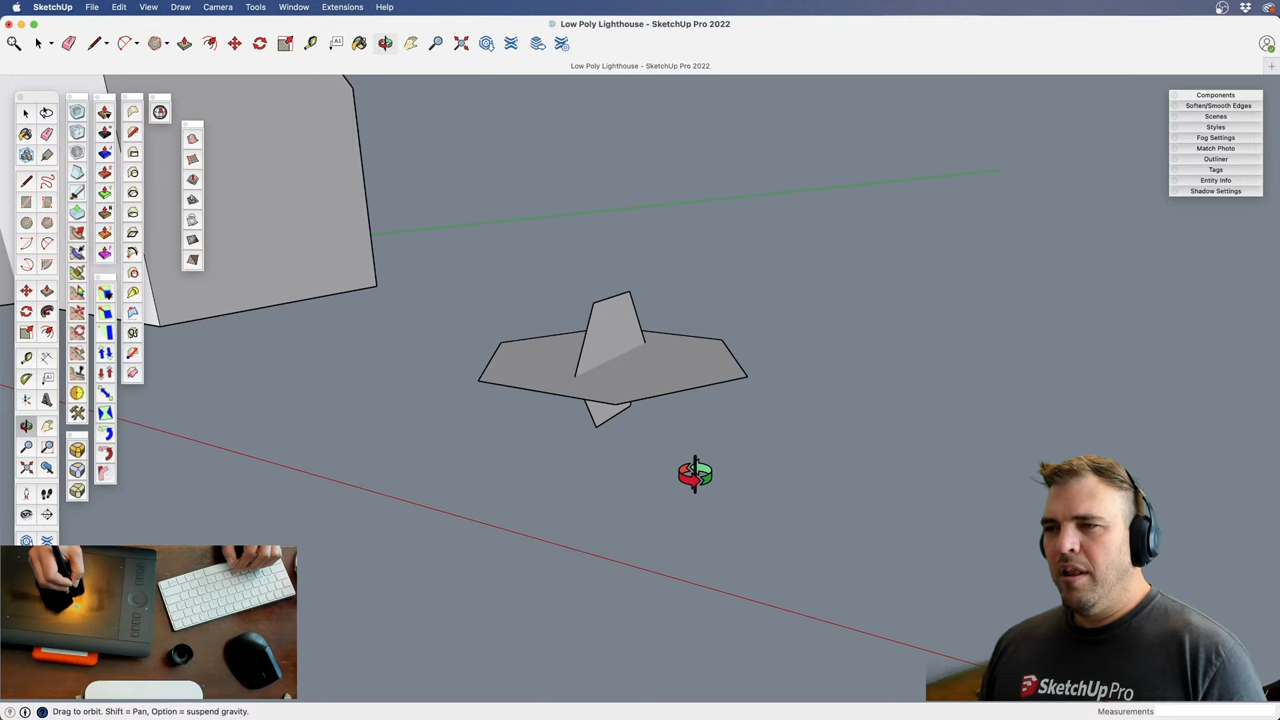 SketchUp File Edit View Draw Camera Tools Window Extensions Help
Low Poly Lighthouse - SketchUp Pro 2022
Low Poly Lighthouse - SketchUp Pro 2022
Components
Soften/Smooth Edges
Scenes
Styles
Fog Settings
Match Photo
Outliner
Tags
Entity Info
Shadow Settings
SketchUp Pro
Drag to orbit. Shift = Pan, Option = suspend gravity.
Measurements